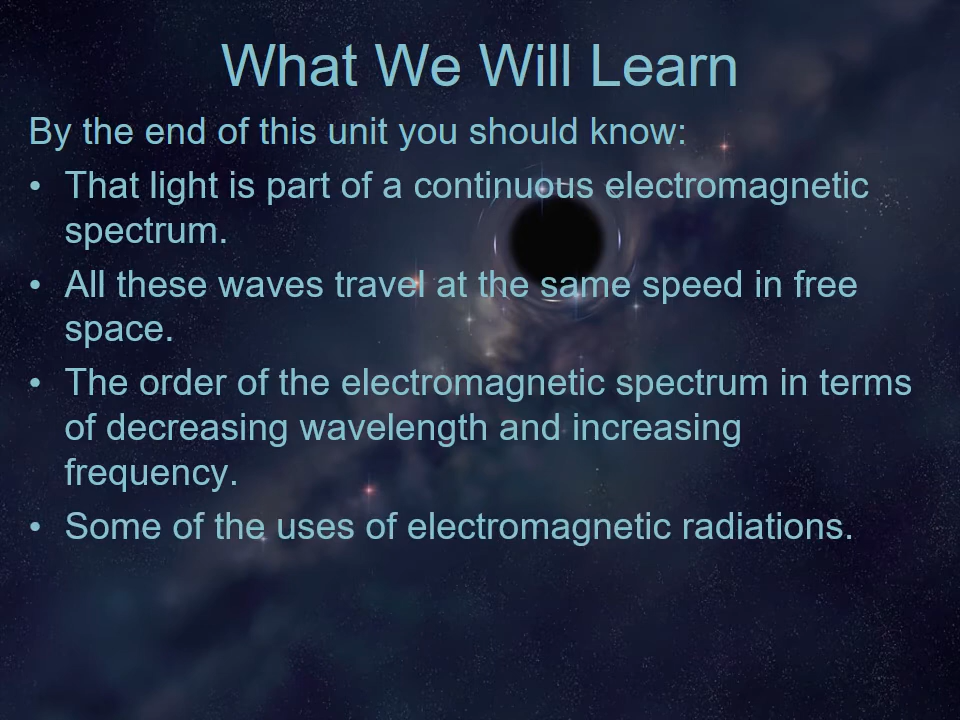 What We Will Learn
By the end of this unit you should know:
• That light is part of a continuous electromagnetic
spectrum.
• All these waves travel at the same speed in free
space.
• The order of the electromagnetic spectrum in terms
of decreasing wavelength and increasing
frequency.
• Some of the uses of electromagnetic radiations.